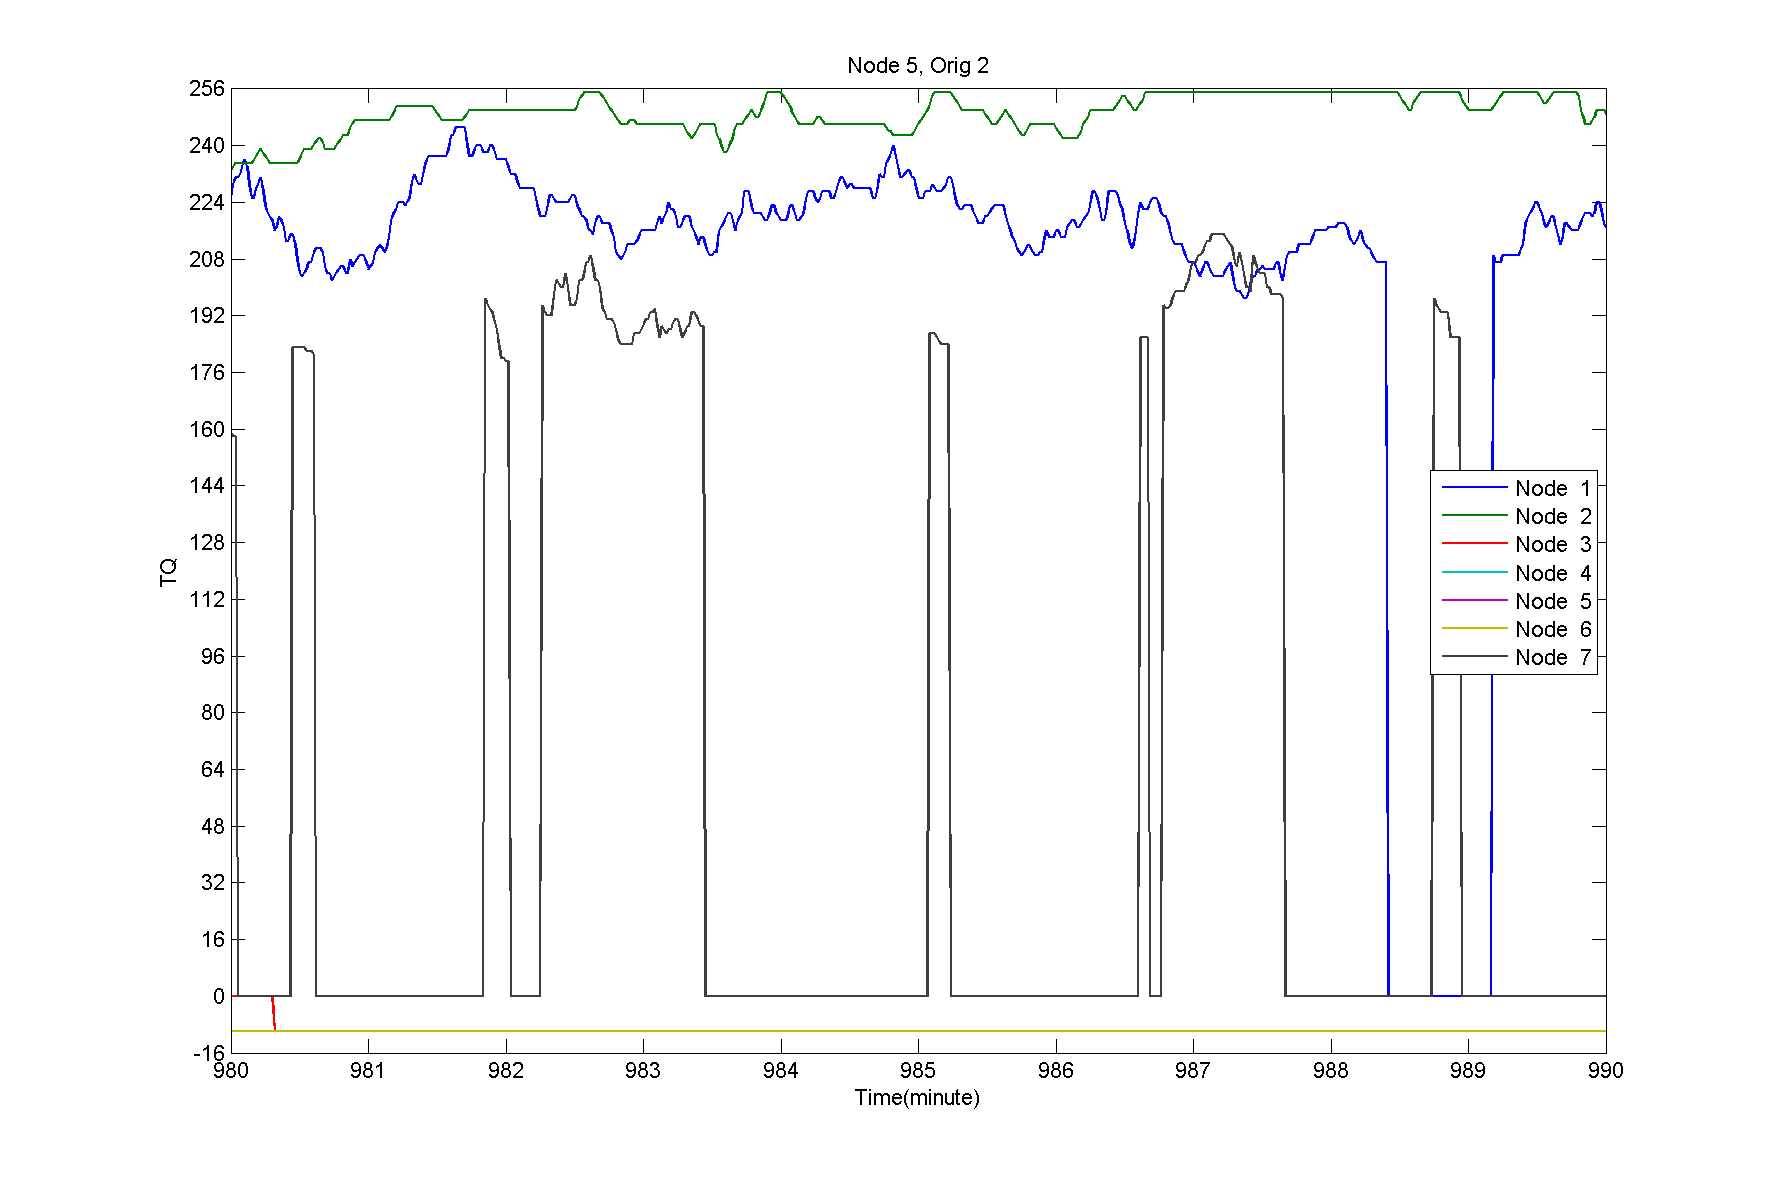 Node 5, Orig 2
256
240
224
208
192
176
160
144
128
112
96
80
64
48
32
16
0
-16
TQ
Node 1
Node 2
Node 3
Node 4
Node 5
Node 6
Node 7
980 981 982 983 984 985 986 987 988 989 990
Time(minute)